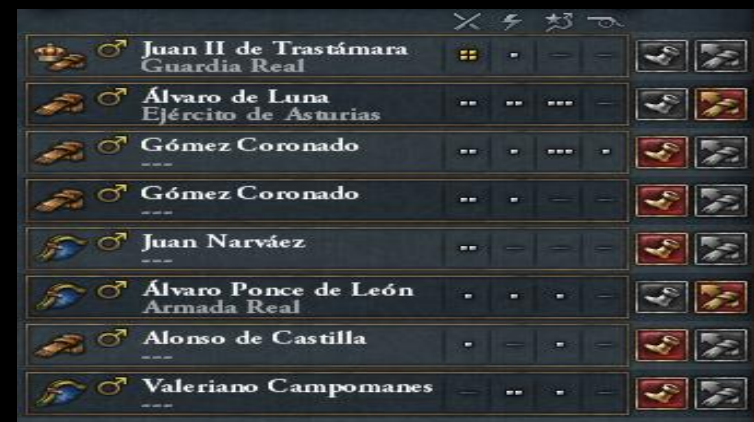 Juan II de Trastámara
Guardia Real
Álvaro de Luna
Ejército de Asturias
Gómez Coronado
---
Gómez Coronado
---
Juan Narváez
---
Álvaro Ponce de León
Armada Real
Alonso de Castilla
---
Valeriano Campomanes
---